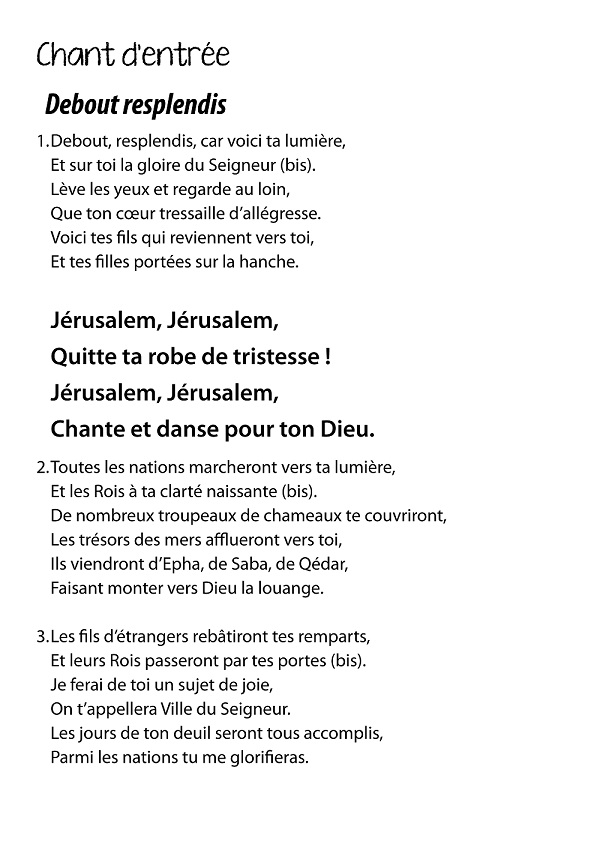 Chant d'entrée
Debout resplendis
1.Debout, resplendis, car voici ta lumière,
Et sur toi la gloire du Seigneur (bis).
Lève les yeux et regarde au loin,
Que ton cœur tressaille d’allégresse.
Voici tes fils qui reviennent vers toi,
Et tes filles portées sur la hanche.
Jérusalem, Jérusalem,
Quitte ta robe de tristesse !
Jérusalem, Jérusalem,
Chante et danse pour ton Dieu.
2.Toutes les nations marcheront vers ta lumière,
Et les Rois à ta clarté naissante (bis).
De nombreux troupeaux de chameaux te couvriront,
Les trésors des mers afflueront vers toi,
Ils viendront d’Epha, de Saba, de Qédar,
Faisant monter vers Dieu la louange.
3.Les fils d’étrangers rebâtiront tes remparts,
Et leurs Rois passeront par tes portes (bis).
Je ferai de toi un sujet de joie,
On t’appellera Ville du Seigneur.
Les jours de ton deuil seront tous accomplis,
Parmi les nations tu me glorifieras.